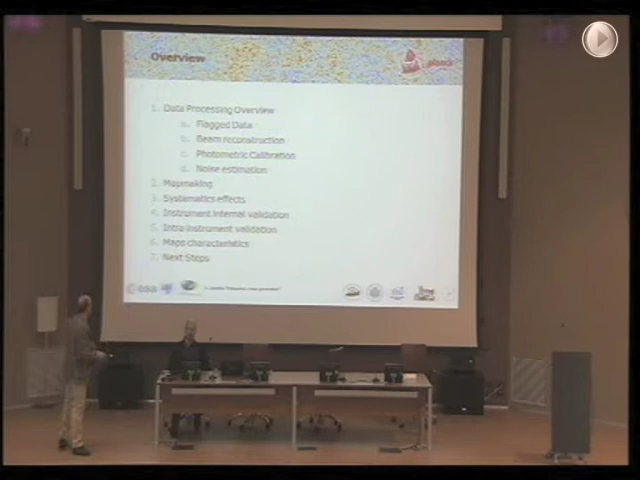 Overview
planck
1. Data Processing Overview
a. Flagged Data
b. Beam reconstruction
c. Photometric Calibration
d. Noise estimation
2. Mapmaking
3. Systematics effects
4. Instrument internal validation
5. Intra instrument validation
6. Maps characteristics
7. Next Steps
esa